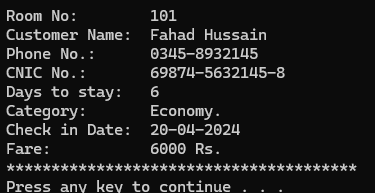 Room No:        101
Customer Name:  Fahad Hussain
Phone No.:      0345-8932145
CNIC No.:       69874-5632145-8
Days to stay:   6
Category:       Economy.
Check in Date:  20-04-2024
Fare:           6000 Rs.
***************************************
Press any key to continue . . .